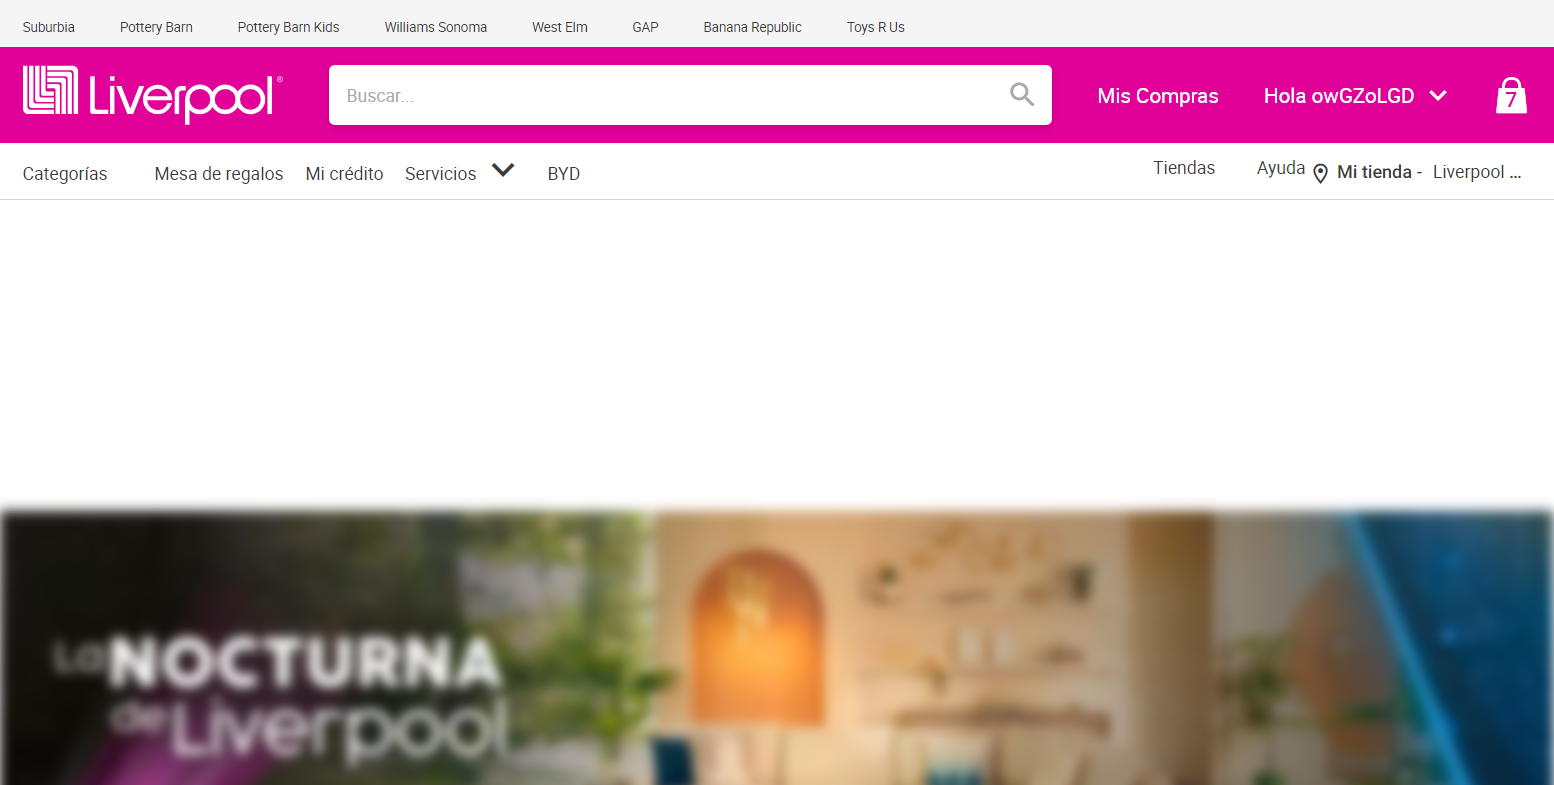 Suburbia Pottery Barn Pottery Barn Kids Williams Sonoma West Elm GAP Banana Republic Toys R Us
Liverpool® Buscar... Mis Compras Hola owGZoLGD 7
Categorías Mesa de regalos Mi crédito Servicios BYD Tiendas Ayuda Mi tienda - Liverpool ...
La NOCTURNA
de Liverpool